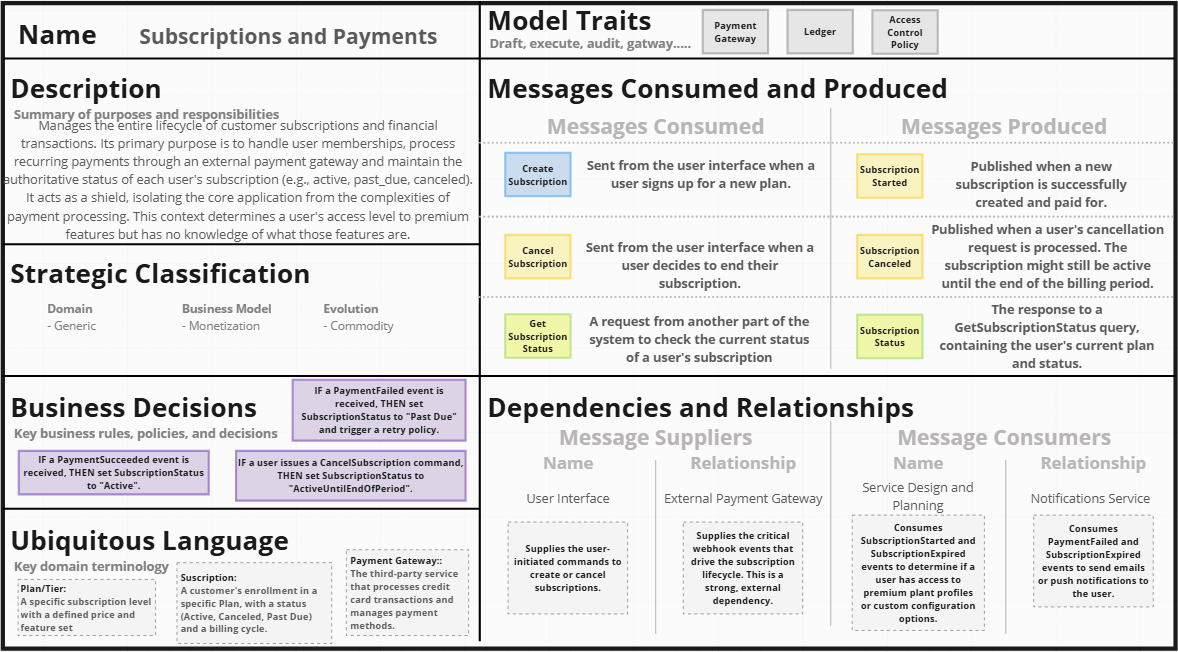 Name
Subscriptions and Payments
Model Traits
Draft, execute, audit, gatway.....
Payment
Gateway
Ledger
Access
Control
Policy
Description
Summary of purposes and responsibilities
Manages the entire lifecycle of customer subscriptions and financial
transactions. Its primary purpose is to handle user memberships, process
recurring payments through an external payment gateway and maintain the
authoritative status of each user's subscription (e.g., active, past_due, canceled).
It acts as a shield, isolating the core application from the complexities of
payment processing. This context determines a user's access level to premium
features but has no knowledge of what those features are.
Strategic Classification
Domain
- Generic
Business Model
- Monetization
Evolution
- Commodity
Messages Consumed and Produced
Messages Consumed
Create
Subscription
Sent from the user interface when a
user signs up for a new plan.
Cancel
Subscription
Sent from the user interface when a
user decides to end their
subscription.
Get
Subscription
Status
A request from another part of the
system to check the current status
of a user's subscription
Messages Produced
Subscription
Started
Published when a new
subscription is successfully
created and paid for.
Subscription
Canceled
Published when a user's cancellation
request is processed. The
subscription might still be active
until the end of the billing period.
Subscription
Status
The response to a
GetSubscriptionStatus query,
containing the user's current plan
and status.
Business Decisions
Key business rules, policies, and decisions
IF a PaymentFailed event is
received, THEN set
SubscriptionStatus to "Past Due"
and trigger a retry policy.
IF a PaymentSucceeded event is
received, THEN set SubscriptionStatus
to "Active".
IF a user issues a CancelSubscription command,
THEN set SubscriptionStatus to
"ActiveUntilEndOfPeriod".
Ubiquitous Language
Key domain terminology
Plan/Tier:
A specific subscription level
with a defined price and
feature set
Suscription:
A customer's enrollment in a
specific Plan, with a status
(Active, Canceled, Past Due)
and a billing cycle.
Payment Gateway::
The third-party service
that processes credit
card transactions and
manages payment
methods.
Dependencies and Relationships
Message Suppliers
Name
Relationship
User Interface
External Payment Gateway
Supplies the user-
initiated commands to
create or cancel
subscriptions.
Supplies the critical
webhook events that
drive the subscription
lifecycle. This is a
strong, external
dependency.
Message Consumers
Name
Relationship
Service Design and
Planning
Notifications Service
Consumes
SubscriptionStarted and
SubscriptionExpired
events to determine if a
user has access to
premium plant profiles
or custom configuration
options.
Consumes
PaymentFailed and
SubscriptionExpired
events to send emails
or push notifications to
the user.